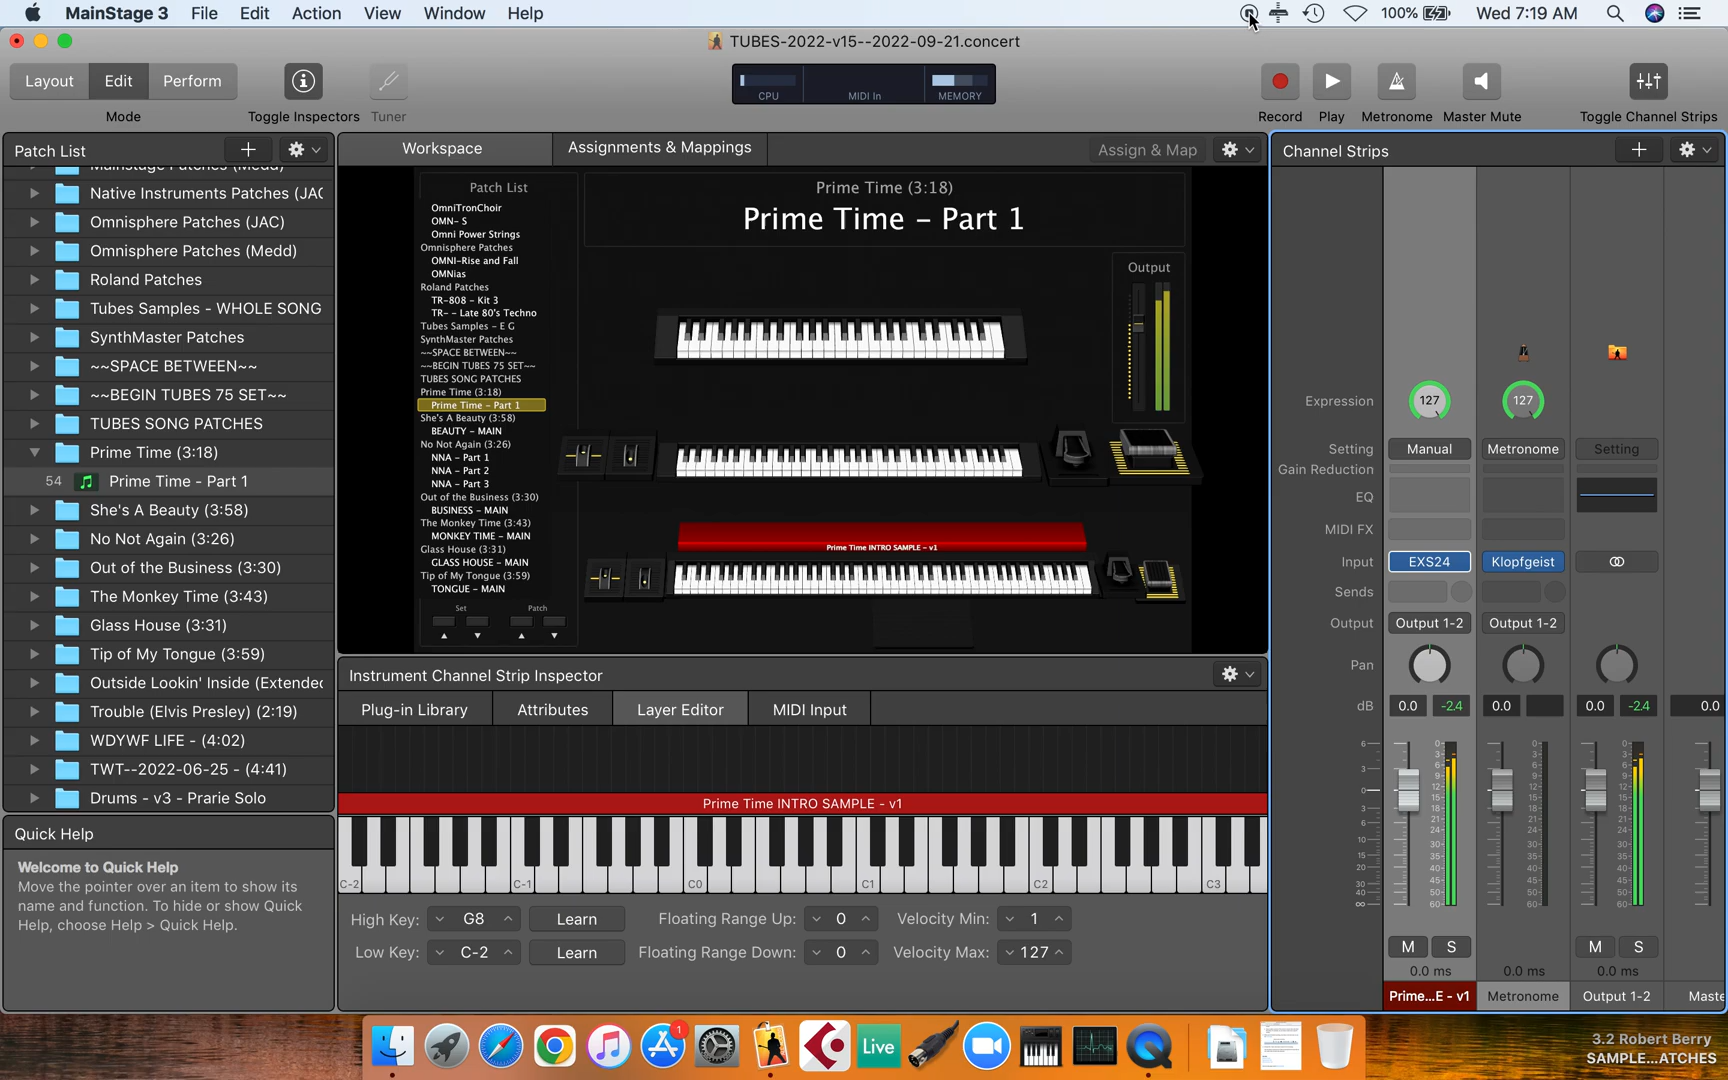 MainStage 3 File Edit Action View Window Help 100% Wed 7:19 AM
TUBES-2022-v15--2022-09-21.concert
Layout Edit Perform
Mode Toggle Inspectors Tuner
CPU MIDI In MEMORY
Record Play Metronome Master Mute Toggle Channel Strips
Patch List
Native Instruments Patches (JAC
Omnisphere Patches (JAC)
Omnisphere Patches (Medd)
Roland Patches
Tubes Samples - WHOLE SONG
SynthMaster Patches
~~SPACE BETWEEN~~
~~BEGIN TUBES 75 SET~~
TUBES SONG PATCHES
Prime Time (3:18)
54 Prime Time - Part 1
She's A Beauty (3:58)
No Not Again (3:26)
Out of the Business (3:30)
The Monkey Time (3:43)
Glass House (3:31)
Tip of My Tongue (3:59)
Outside Lookin' Inside (Extended
Trouble (Elvis Presley) (2:19)
WDYWF LIFE - (4:02)
TWT--2022-06-25 - (4:41)
Drums - v3 - Prarie Solo
Quick Help
Welcome to Quick Help
Move the pointer over an item to show its
name and function. To hide or show Quick
Help, choose Help > Quick Help.
Workspace Assignments & Mappings Assign & Map
Patch List
OmniTronChoir
OMN- S
Omni Power Strings
Omnisphere Patches
OMNI-Rise and Fall
OMNias
Roland Patches
TR-808 - Kit 3
TR- - Late 80's Techno
Tubes Samples - E G
SynthMaster Patches
~~SPACE BETWEEN~~
~~BEGIN TUBES 75 SET~~
TUBES SONG PATCHES
Prime Time (3:18)
Prime Time - Part 1
She's A Beauty (3:58)
BEAUTY - MAIN
No Not Again (3:26)
NNA - Part 1
NNA - Part 2
NNA - Part 3
Out of the Business (3:30)
BUSINESS - MAIN
The Monkey Time (3:43)
MONKEY TIME - MAIN
Glass House (3:31)
GLASS HOUSE - MAIN
Tip of My Tongue (3:59)
TONGUE - MAIN
Set Patch
Prime Time (3:18)
Prime Time – Part 1
Output
Prime Time INTRO SAMPLE - v1
Instrument Channel Strip Inspector
Plug-in Library Attributes Layer Editor MIDI Input
Prime Time INTRO SAMPLE - v1
C-2 C-1 C0 C1 C2 C3
High Key: G8 Learn Floating Range Up: 0 Velocity Min: 1
Low Key: C-2 Learn Floating Range Down: 0 Velocity Max: 127
Channel Strips
Expression 127 127
Setting Manual Metronome Setting
Gain Reduction
EQ
MIDI FX
Input EXS24 Klopfgeist
Sends
Output Output 1-2 Output 1-2
Pan
dB 0.0 -2.4 0.0 0.0 -2.4 0.0
M S M S
0.0 ms 0.0 ms 0.0 ms
Prime...E - v1 Metronome Output 1-2 Maste
1
Live
3.2 Robert Berry
SAMPLE...ATCHES